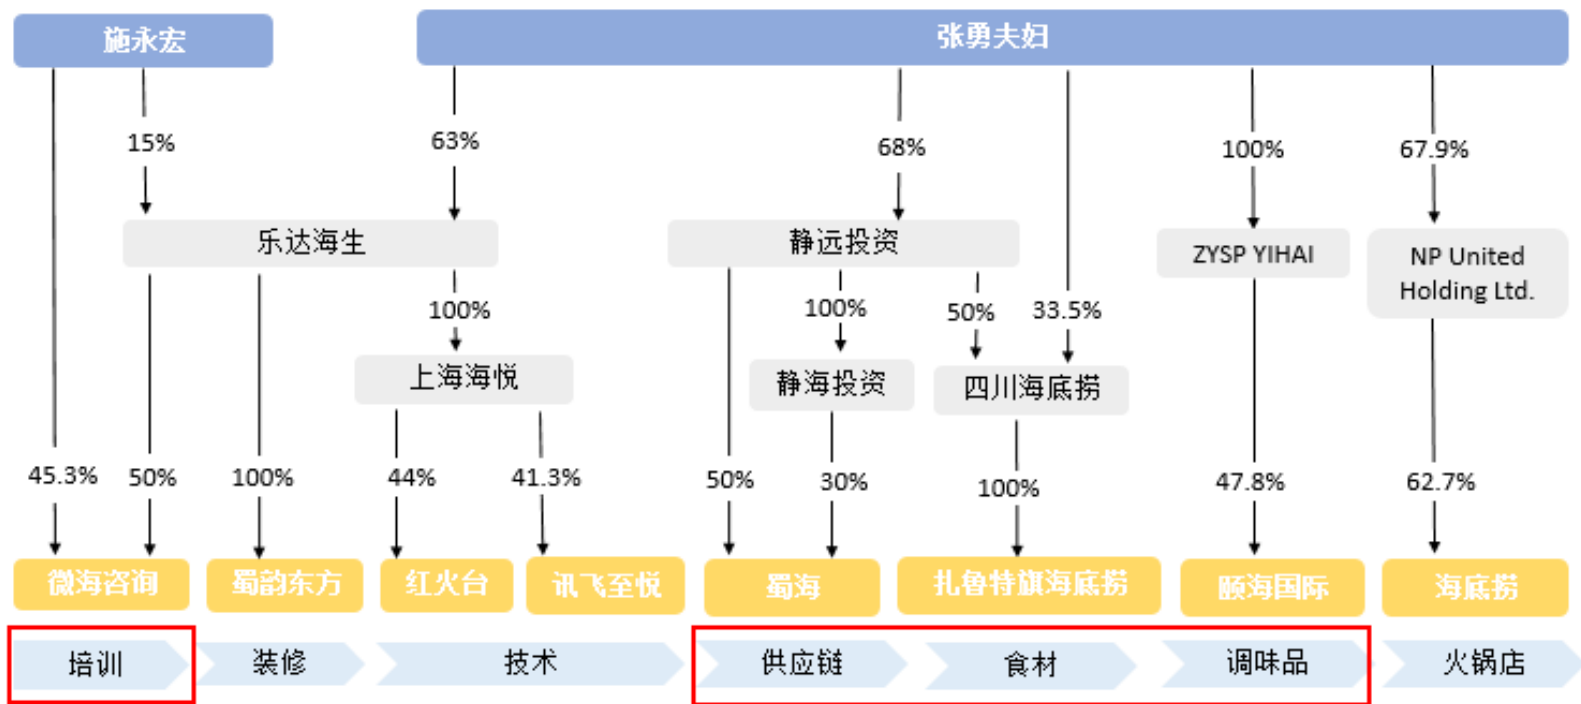 施永宏
张勇夫妇
15%
63%
68%
100%
67.9%
乐达海生
静远投资
ZYSP YIHAI
NP United
Holding Ltd.
100%
100%
50%
33.5%
上海海悦
静海投资
四川海底捞
45.3%
50%
100%
44%
41.3%
50%
30%
100%
47.8%
62.7%
微海咨询
蜀韵东方
红火台
讯飞至悦
蜀海
扎鲁特旗海底捞
颐海国际
海底捞
培训
装修
技术
供应链
食材
调味品
火锅店